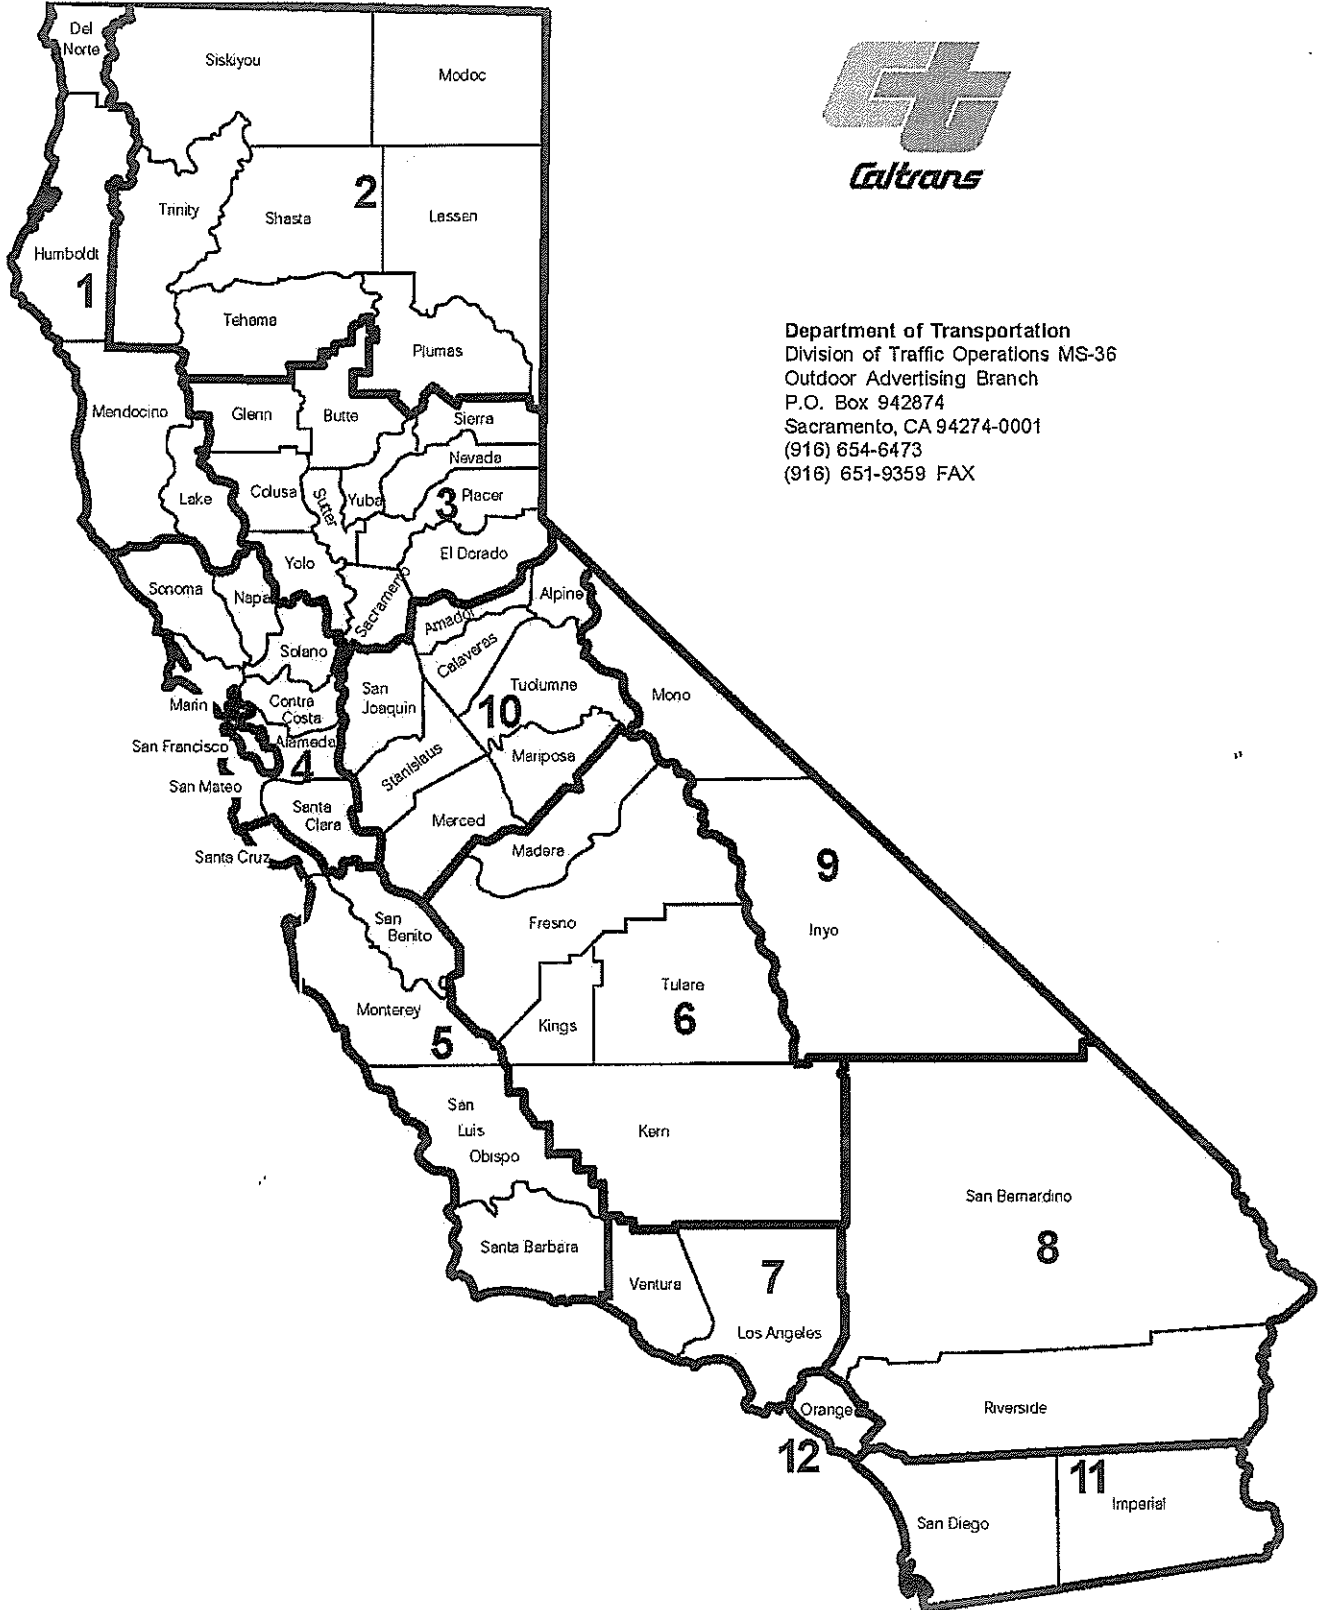 Del
Norte
Siskiyou
Modoc
Caltrans
2
Trinity
Shasta
Lassen
Humboldt
1
Tehama
Plumas
Department of Transportation
Division of Traffic Operations MS-36
Outdoor Advertising Branch
P.O. Box 942874
Sacramento, CA 94274-0001
(916) 654-6473
(916) 651-9359 FAX
Mendocino
Glenn
Butte
Sierra
Nevada
Lake
Colusa
Sutter
Yuba
3
Placer
Yolo
El Dorado
Sonoma
Napa
Sacramento
Amador
Alpine
Solano
Calaveras
Marin
Contra
Costa
San
Joaquin
10
Tuolumne
Mono
San Francisco
Alameda
4
Stanislaus
Mariposa
San Mateo
Santa
Clara
Merced
Santa Cruz
Madera
9
San
Benito
Fresno
Inyo
Monterey
5
Kings
Tulare
6
San
Luis
Obispo
Kern
San Bernardino
8
Santa Barbara
Ventura
7
Los Angeles
Orange
12
Riverside
11
San Diego
Imperial